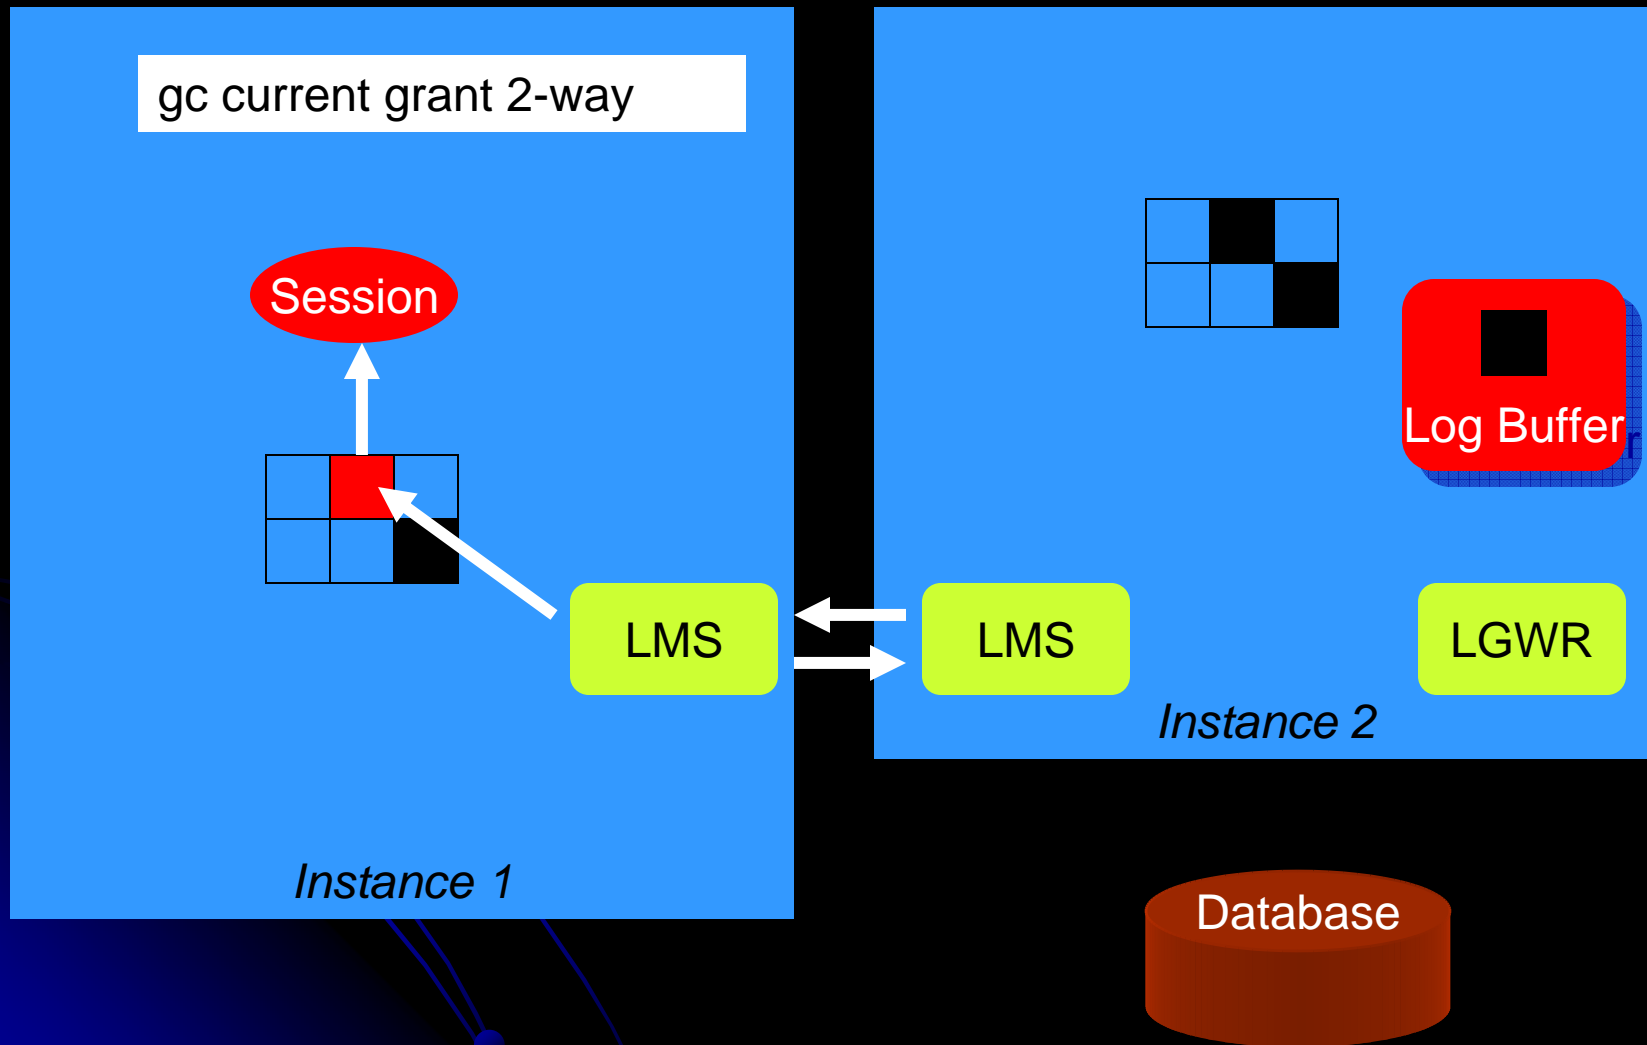 gc current grant 2-way
Session
LMS
Instance 1
Log Buffer
LMS
LGWR
Instance 2
Database